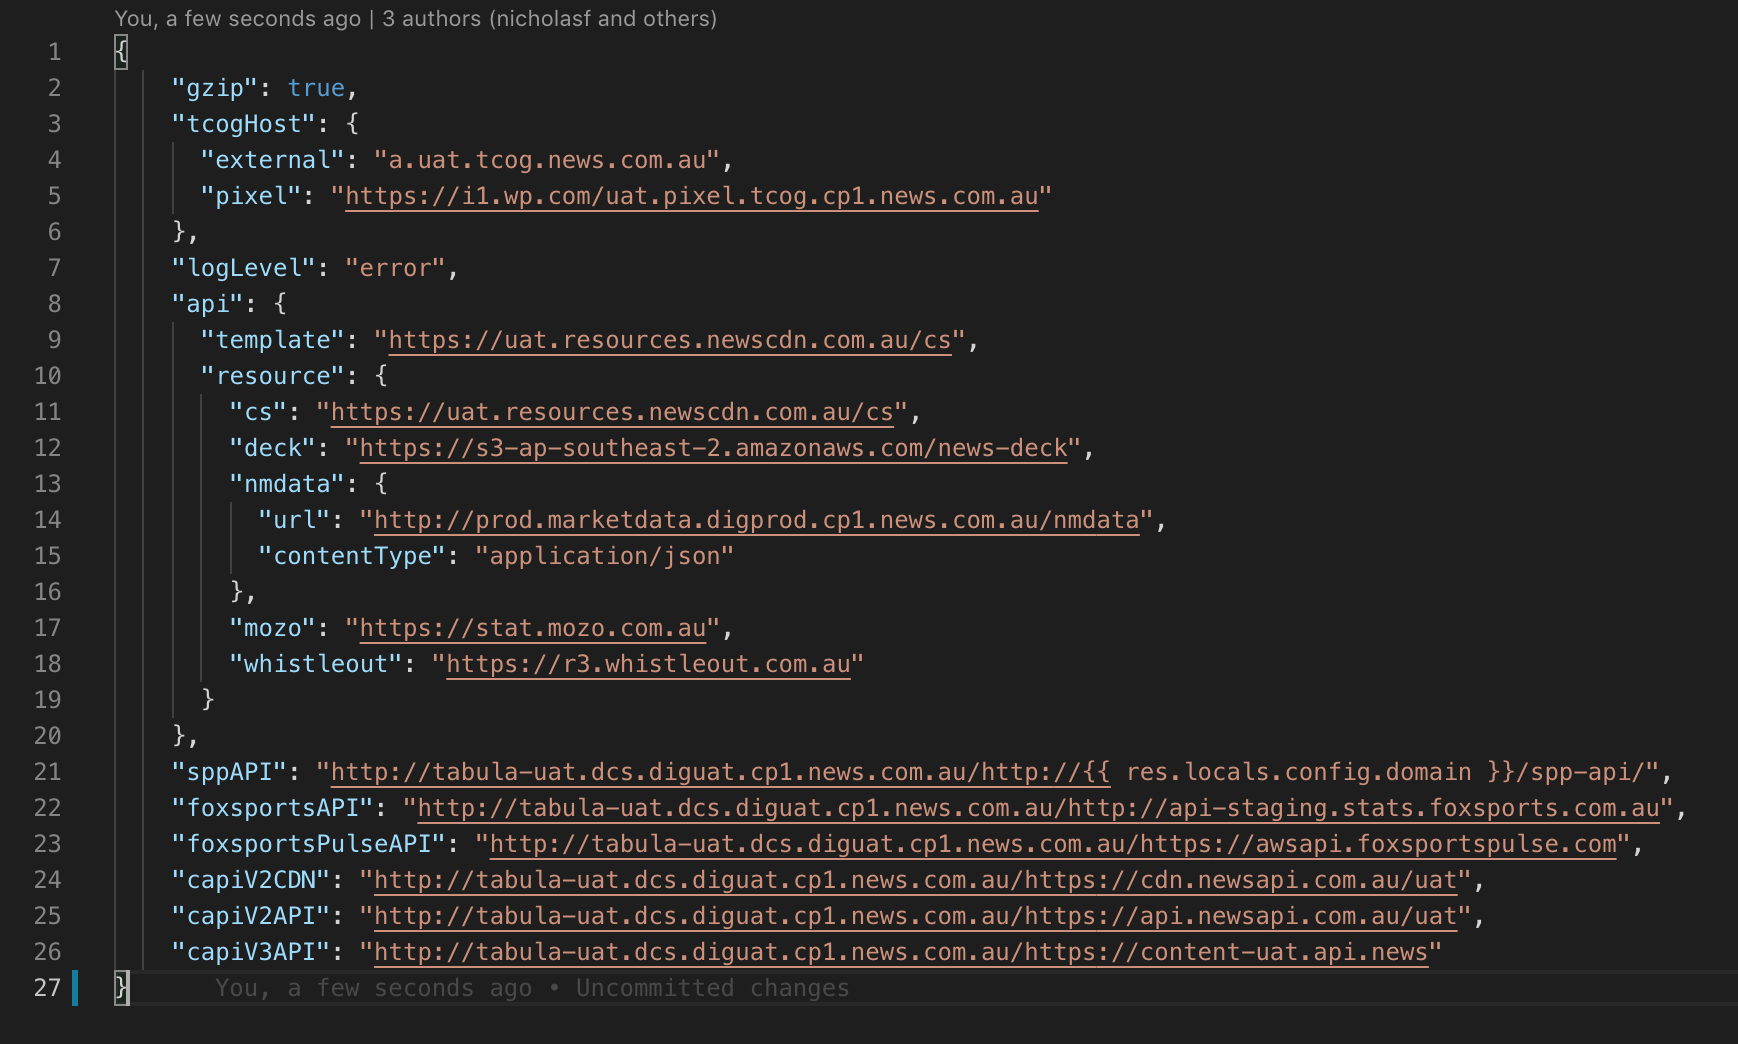 You, a few seconds ago | 3 authors (nicholasf and others)
1 {
2 "gzip": true,
3 "tcogHost": {
4 "external": "a.uat.tcog.news.com.au",
5 "pixel": "https://i1.wp.com/uat.pixel.tcog.cp1.news.com.au"
6 },
7 "logLevel": "error",
8 "api": {
9 "template": "https://uat.resources.newscdn.com.au/cs",
10 "resource": {
11 "cs": "https://uat.resources.newscdn.com.au/cs",
12 "deck": "https://s3-ap-southeast-2.amazonaws.com/news-deck",
13 "nmdata": {
14 "url": "http://prod.marketdata.digprod.cp1.news.com.au/nmdata",
15 "contentType": "application/json"
16 },
17 "mozo": "https://stat.mozo.com.au",
18 "whistleout": "https://r3.whistleout.com.au"
19 }
20 },
21 "sppAPI": "http://tabula-uat.dcs.diguat.cp1.news.com.au/http://{{ res.locals.config.domain }}/spp-api/",
22 "foxsportsAPI": "http://tabula-uat.dcs.diguat.cp1.news.com.au/http://api-staging.stats.foxsports.com.au",
23 "foxsportsPulseAPI": "http://tabula-uat.dcs.diguat.cp1.news.com.au/https://awsapi.foxsportspulse.com",
24 "capiV2CDN": "http://tabula-uat.dcs.diguat.cp1.news.com.au/https://cdn.newsapi.com.au/uat",
25 "capiV2API": "http://tabula-uat.dcs.diguat.cp1.news.com.au/https://api.newsapi.com.au/uat",
26 "capiV3API": "http://tabula-uat.dcs.diguat.cp1.news.com.au/https://content-uat.api.news"
27 } You, a few seconds ago • Uncommitted changes